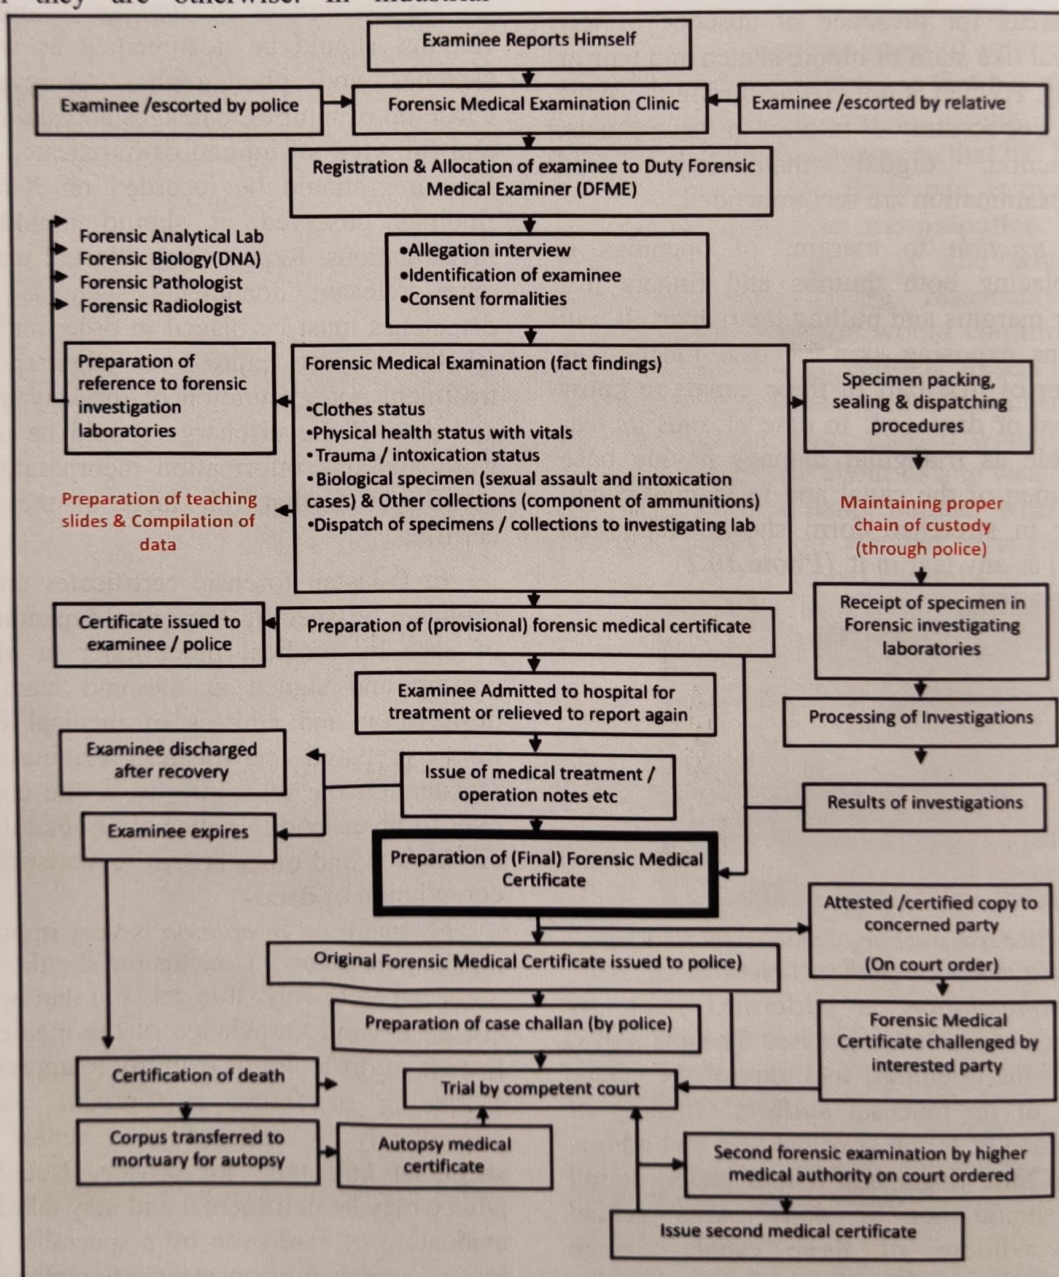 they are otherwise. In industrial
Examinee Reports Himself
Examinee /escorted by police
Forensic Medical Examination Clinic
Examinee /escorted by relative
Registration & Allocation of examinee to Duty Forensic
Medical Examiner (DFME)
Forensic Analytical Lab
Forensic Biology(DNA)
Forensic Pathologist
Forensic Radiologist
•Allegation interview
•Identification of examinee
•Consent formalities
Preparation of
reference to forensic
investigation
laboratories
Forensic Medical Examination (fact findings)
•Clothes status
•Physical health status with vitals
• Trauma / intoxication status
•Biological specimen (sexual assault and intoxication
cases) & Other collections (component of ammunitions)
•Dispatch of specimens / collections to investigating lab
Specimen packing,
sealing & dispatching
procedures
Preparation of teaching
slides & Compilation of
data
Maintaining proper
chain of custody
(through police)
Certificate issued to
examinee / police
Preparation of (provisional) forensic medical certificate
Receipt of specimen in
Forensic investigating
laboratories
Examinee Admitted to hospital for
treatment or relieved to report again
Processing of Investigations
Examinee discharged
after recovery
Issue of medical treatment /
operation notes etc
Results of investigations
Examinee expires
Preparation of (Final) Forensic Medical
Certificate
Attested /certified copy to
concerned party
(On court order)
Original Forensic Medical Certificate issued to police)
Preparation of case challan (by police)
Forensic Medical
Certificate challenged by
interested party
Certification of death
Trial by competent court
Corpus transferred to
mortuary for autopsy
Autopsy medical
certificate
Second forensic examination by higher
medical authority on court ordered
Issue second medical certificate